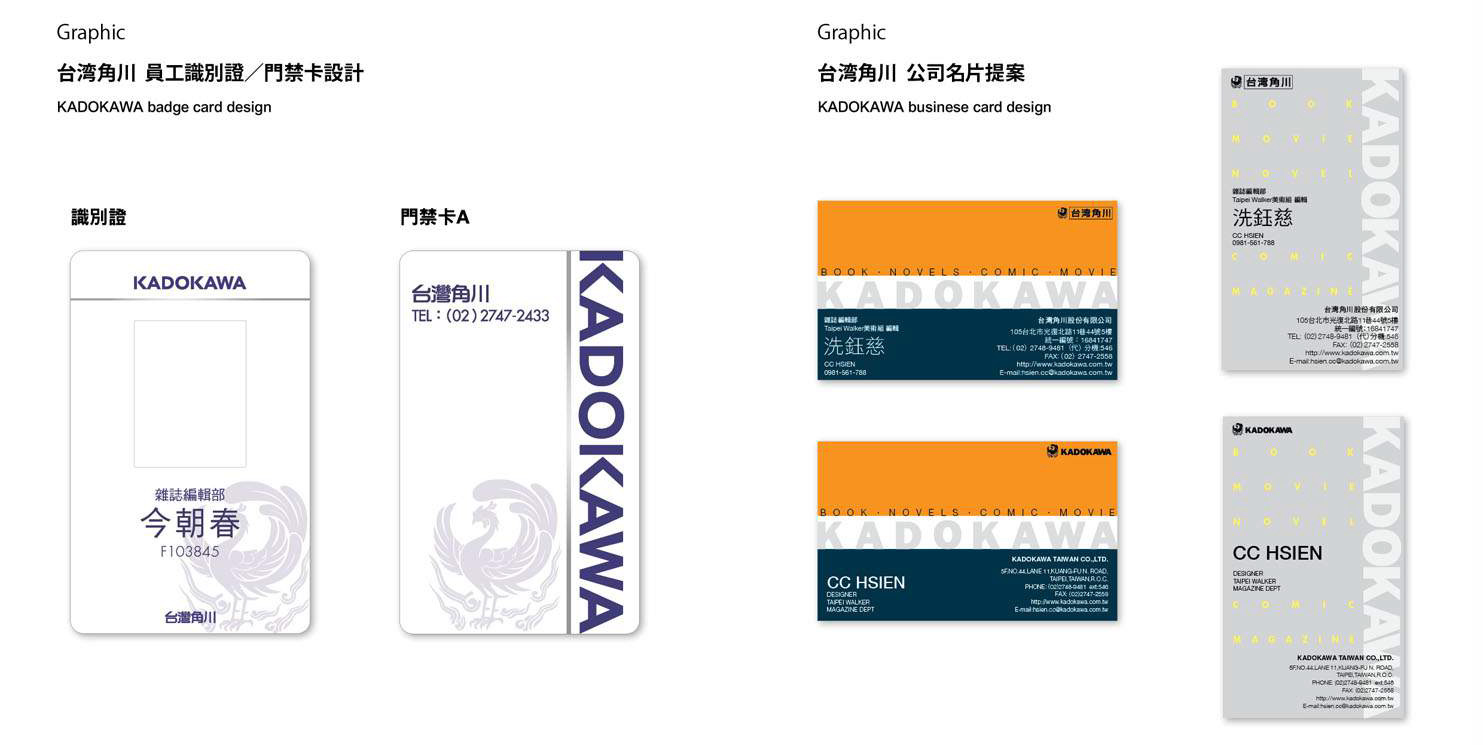 Graphic
台湾角川 員工識別證／門禁卡設計
KADOKAWA badge card design
識別證
KADOKAWA
雜誌編輯部
今朝春
F103845
台灣角川
門禁卡A
台灣角川
TEL：(02) 2747-2433
KADOKAWA
Graphic
台湾角川 公司名片提案
KADOKAWA businese card design
台湾角川
BOOK · NOVELS · COMIC · MOVIE
KADOKAWA
雜誌編輯部
Taipei Walker美術組 編輯
洗鈺慈
CC HSIEN
0981-561-788
台湾角川股份有限公司
105台北市光復北路11巷44號5樓
統一編號：16841747
TEL: (02) 2748-9481（代）分機:546
FAX: (02) 2747-2558
http://www.kadokawa.com.tw
E-mail:hsien.cc@kadokawa.com.tw
KADOKAWA
BOOK · NOVELS · COMIC · MOVIE
KADOKAWA
CC HSIEN
DESIGNER
TAIPEI WALKER
MAGAZINE DEPT
KADOKAWA TAIWAN CO.,LTD.
5F,NO.44,LANE 11,KUANG-FU N. ROAD,
TAIPEI,TAIWAN,R.O.C.
PHONE: (02)2748-9481 ext:546
FAX: (02)2747-2558
http://www.kadokawa.com.tw
E-mail:hsien.cc@kadokawa.com.tw
台湾角川
KADOKAWA
BOOK
MOVIE
NOVEL
雜誌編輯部
Taipei Walker美術組 編輯
洗鈺慈
CC HSIEN
0981-561-788
COMIC
MAGAZINE
台湾角川股份有限公司
105台北市光復北路11巷44號5樓
統一編號:16841747
TEL: (02) 2748-9481（代）分機:546
FAX: (02) 2747-2558
http://www.kadokawa.com.tw
E-mail:hsien.cc@kadokawa.com.tw
KADOKAWA
KADOKAWA
BOOK
MOVIE
NOVEL
CC HSIEN
DESIGNER
TAIPEI WALKER
MAGAZINE DEPT
COMIC
MAGAZINE
KADOKAWA TAIWAN CO.,LTD.
5F,NO.44,LANE 11,KUANG-FU N. ROAD,
TAIPEI,TAIWAN,R.O.C.
PHONE: (02)2748-9481 ext:546
FAX: (02)2747-2558
http://www.kadokawa.com.tw
E-mail:hsien.cc@kadokawa.com.tw